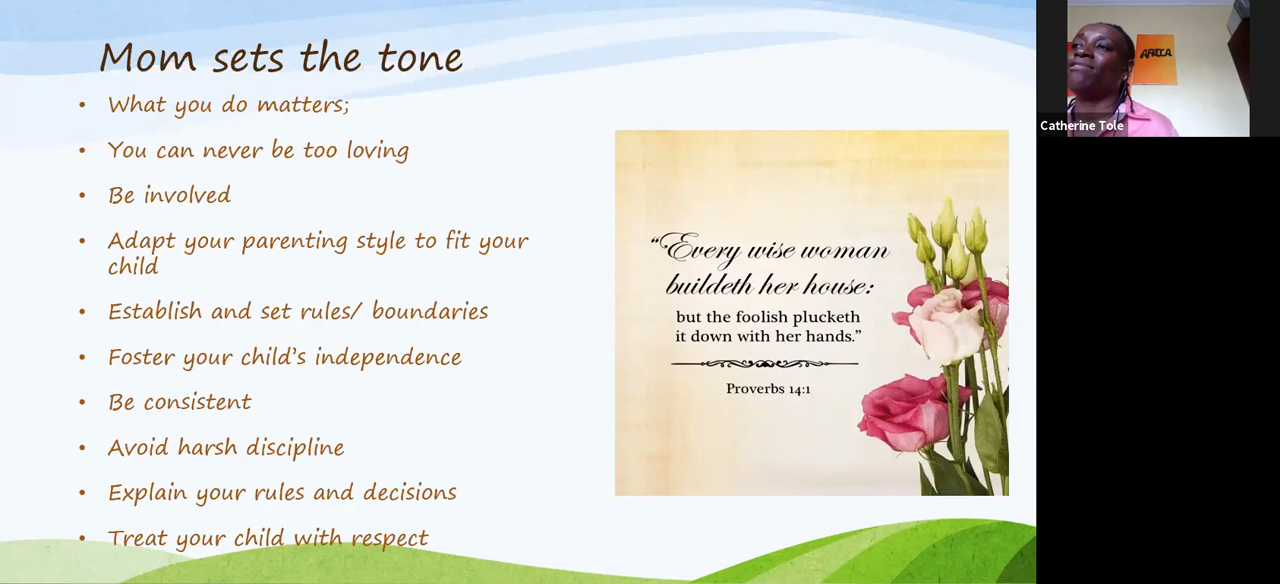 Mom sets the tone
• What you do matters;
• You can never be too loving
• Be involved
• Adapt your parenting style to fit your
child
• Establish and set rules/ boundaries
• Foster your child's independence
• Be consistent
• Avoid harsh discipline
• Explain your rules and decisions
• Treat your child with respect
“Every wise woman
buildeth her house:
but the foolish plucketh
it down with her hands.”
Proverbs 14:1
AFRICA
Catherine Tole